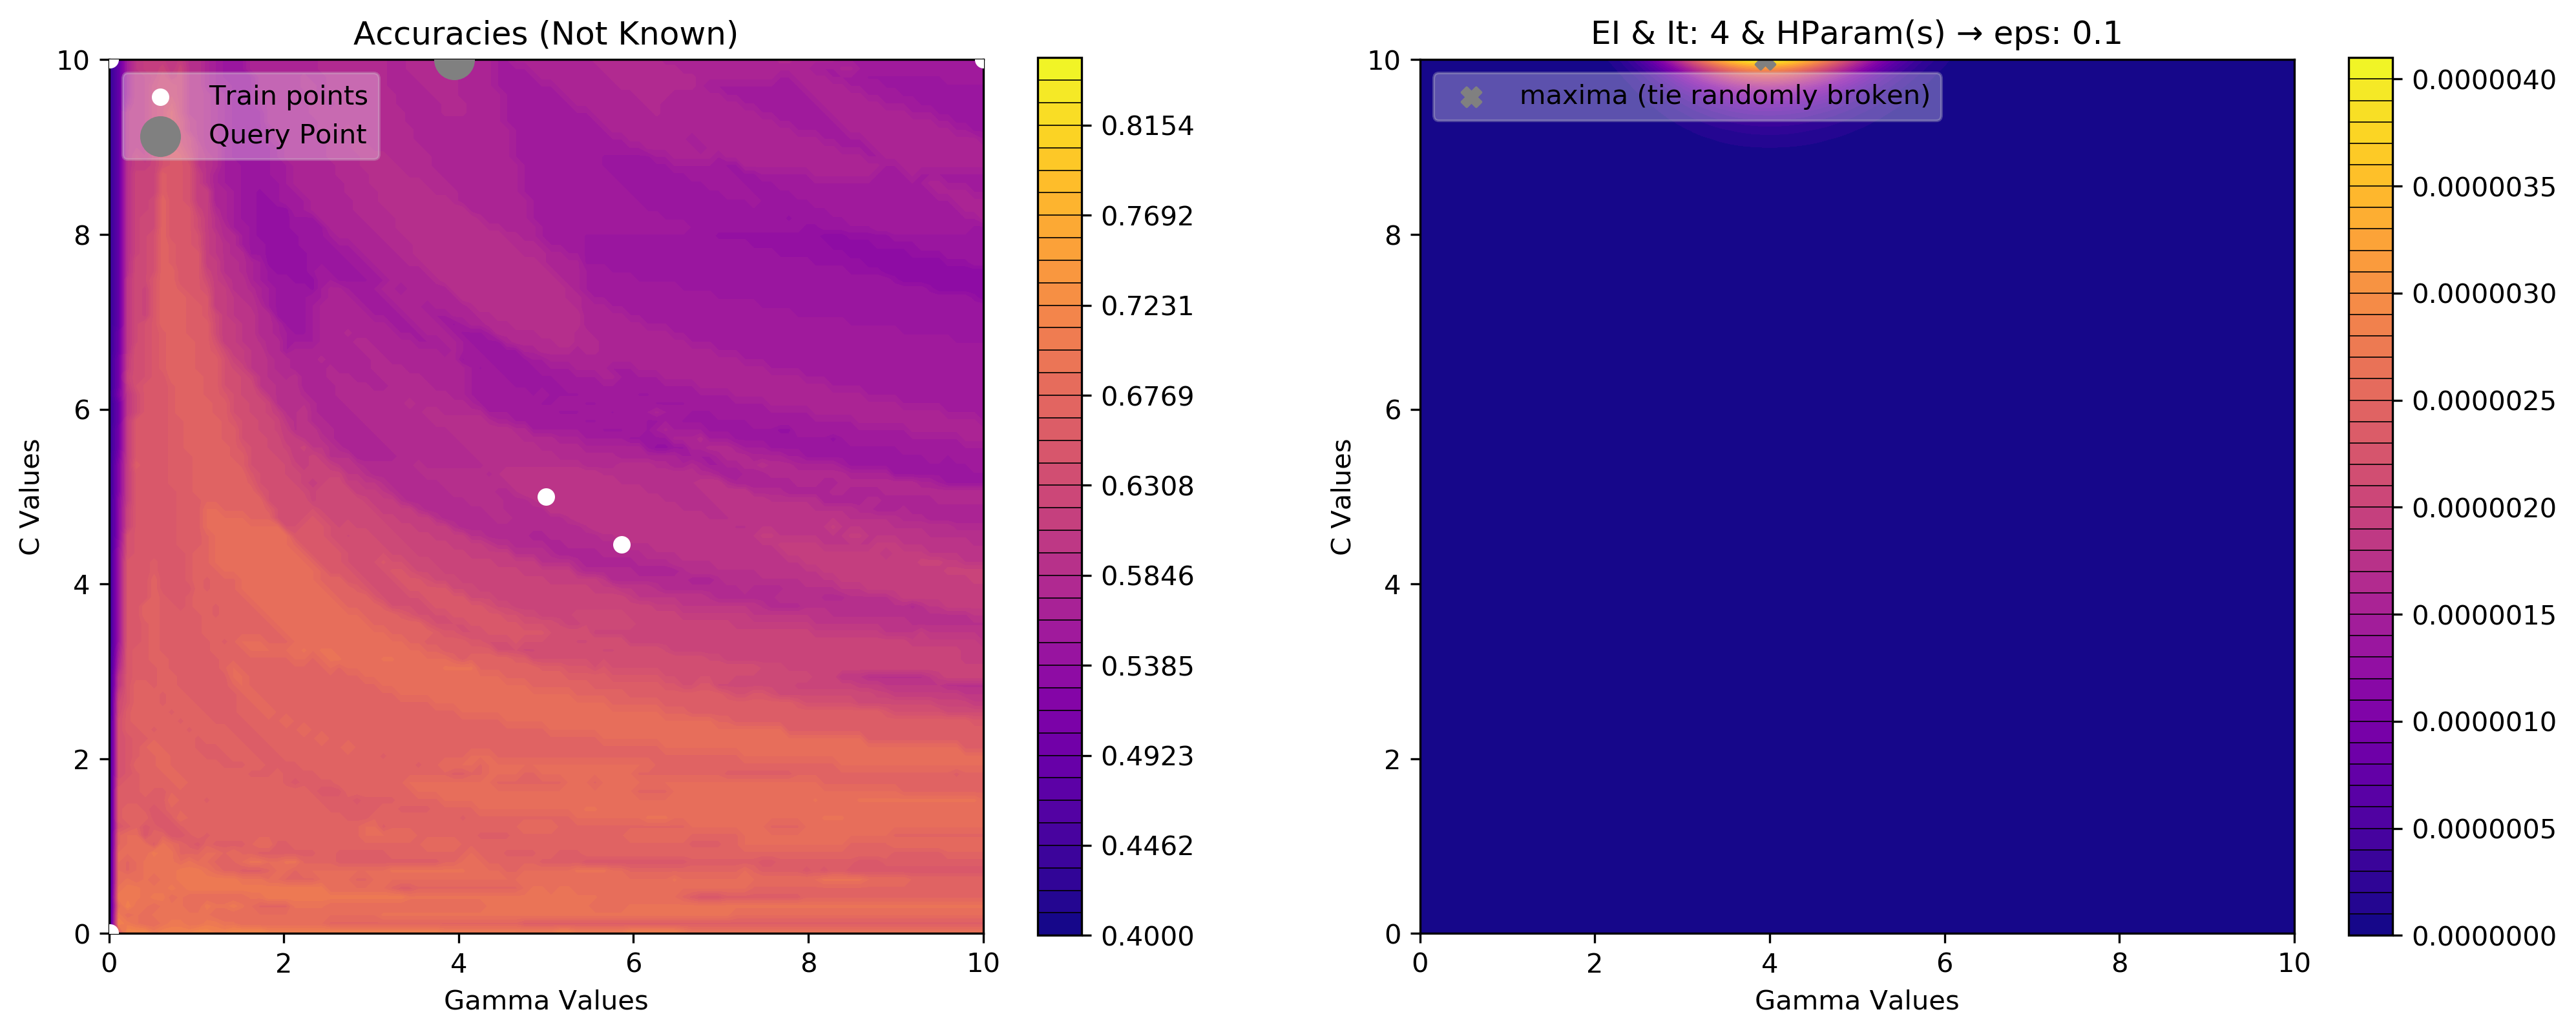 Accuracies (Not Known)
10
8
6
4
2
0
C Values
Train points
Query Point
0 2 4 6 8 10
Gamma Values
0.8154
0.7692
0.7231
0.6769
0.6308
0.5846
0.5385
0.4923
0.4462
0.4000
EI & It: 4 & HParam(s) → eps: 0.1
10
8
6
4
2
0
C Values
maxima (tie randomly broken)
0 2 4 6 8 10
Gamma Values
0.0000040
0.0000035
0.0000030
0.0000025
0.0000020
0.0000015
0.0000010
0.0000005
0.0000000